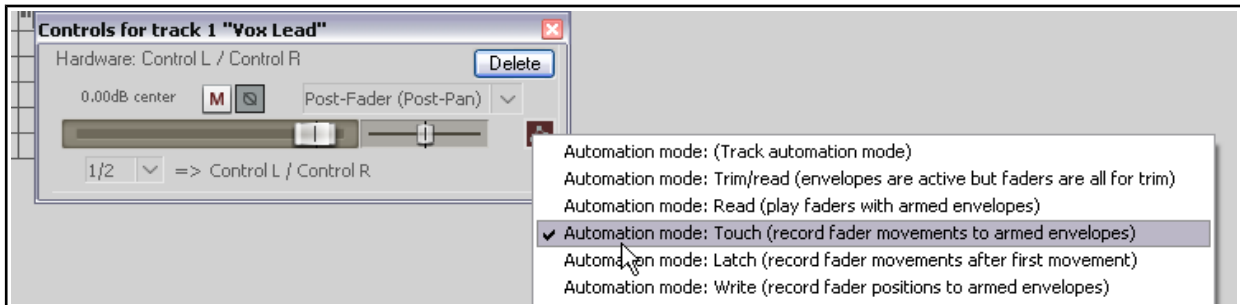 Controls for track 1 "Vox Lead"
Hardware: Control L / Control R
Delete
0.00dB center
M
Post-Fader (Post-Pan)
1/2
=> Control L / Control R
Automation mode: (Track automation mode)
Automation mode: Trim/read (envelopes are active but faders are all for trim)
Automation mode: Read (play faders with armed envelopes)
Automation mode: Touch (record fader movements to armed envelopes)
Automation mode: Latch (record fader movements after first movement)
Automation mode: Write (record fader positions to armed envelopes)